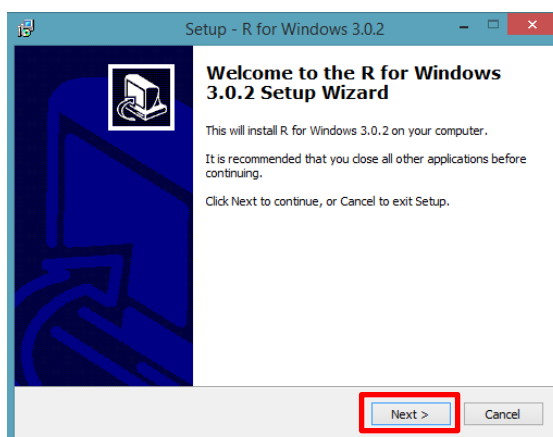 Setup - R for Windows 3.0.2
Welcome to the R for Windows
3.0.2 Setup Wizard
This will install R for Windows 3.0.2 on your computer.
It is recommended that you close all other applications before
continuing.
Click Next to continue, or Cancel to exit Setup.
Next >
Cancel